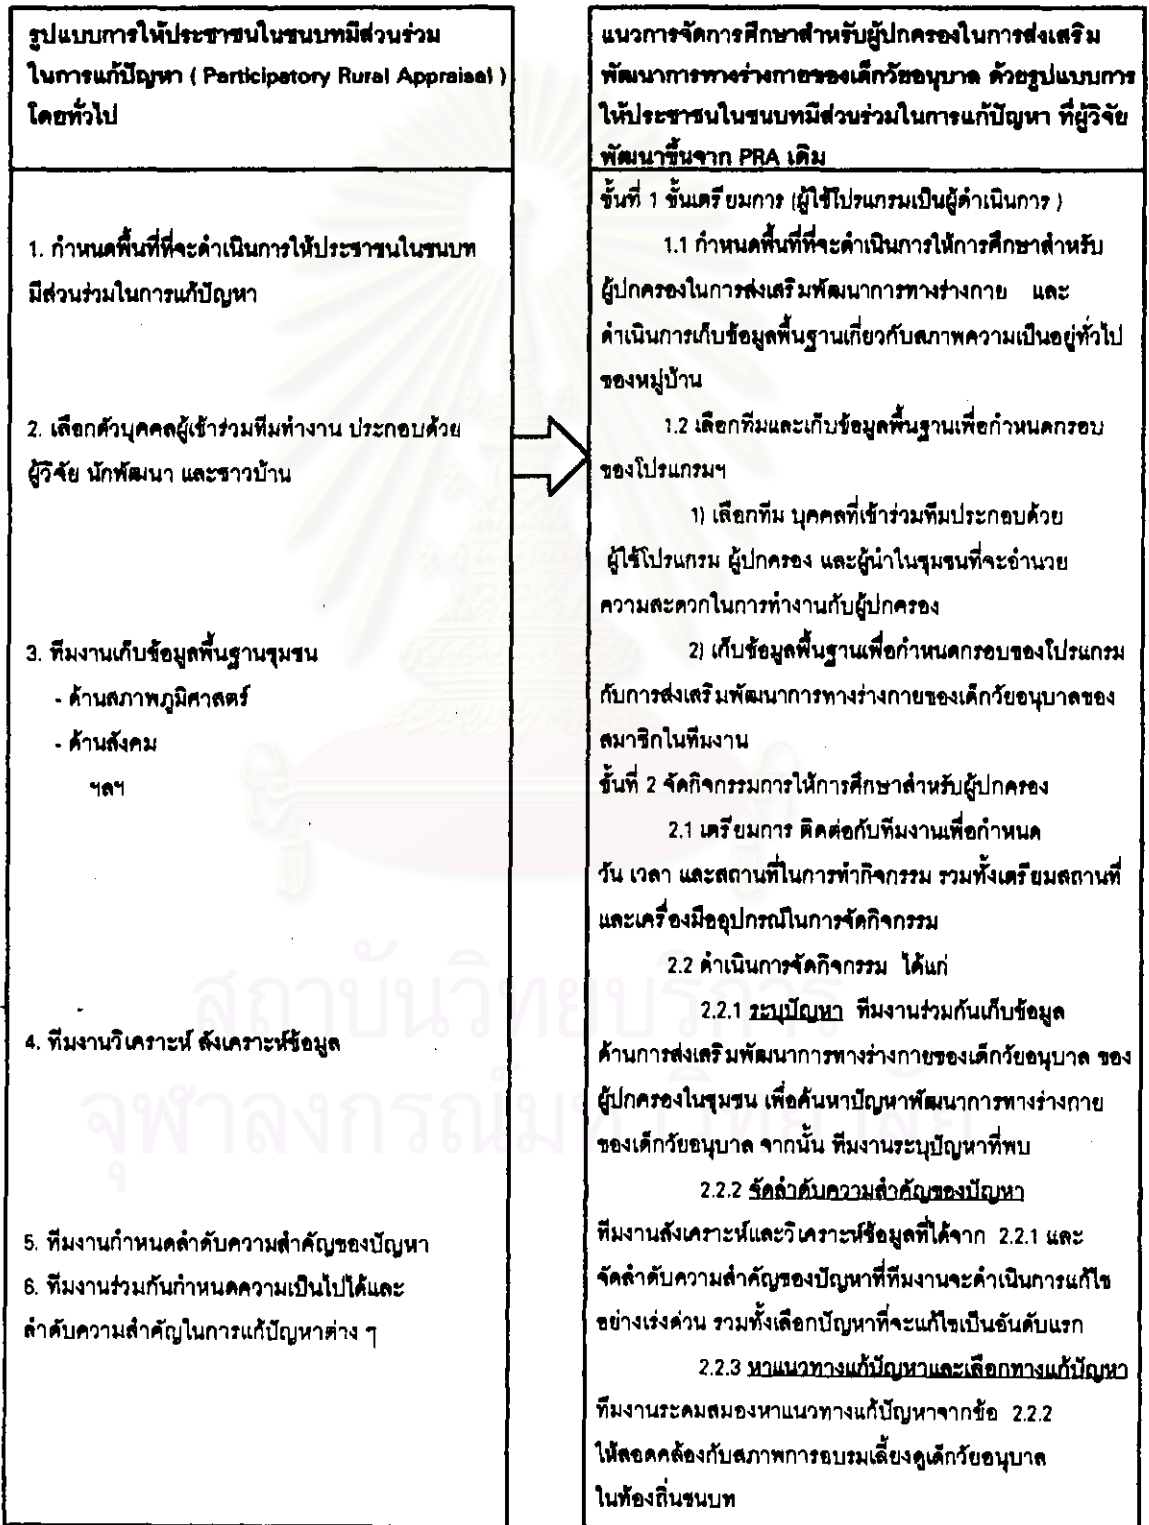 รูปแบบการให้ประชาชนในชนบทมีส่วนร่วม
ในการแก้ปัญหา ( Participatory Rural Appraisal )
โดยทั่วไป
1. กำหนดพื้นที่ที่จะดำเนินการให้ประชาชนในชนบท
มีส่วนร่วมในการแก้ปัญหา
2. เลือกตัวบุคคลผู้เข้าร่วมทีมทำงาน ประกอบด้วย
ผู้วิจัย นักพัฒนา และชาวบ้าน
3. ทีมงานเก็บข้อมูลพื้นฐานชุมชน
- ด้านสภาพภูมิศาสตร์
- ด้านสังคม
ฯลฯ
4. ทีมงานวิเคราะห์ สังเคราะห์ข้อมูล
5. ทีมงานกำหนดลำดับความสำคัญของปัญหา
6. ทีมงานร่วมกันกำหนดความเป็นไปได้และ
ลำดับความสำคัญในการแก้ปัญหาต่าง ๆ
แนวการจัดการศึกษาสำหรับผู้ปกครองในการส่งเสริม
พัฒนาการทางร่างกายของเด็กวัยอนุบาล ด้วยรูปแบบการ
ให้ประชาชนในชนบทมีส่วนร่วมในการแก้ปัญหา ที่ผู้วิจัย
พัฒนาขึ้นจาก PRA เดิม
ขั้นที่ 1 ขั้นเตรียมการ (ผู้ใช้โปรแกรมเป็นผู้ดำเนินการ )
1.1 กำหนดพื้นที่ที่จะดำเนินการให้การศึกษาสำหรับ
ผู้ปกครองในการส่งเสริมพัฒนาการทางร่างกาย และ
ดำเนินการเก็บข้อมูลพื้นฐานเกี่ยวกับสภาพความเป็นอยู่ทั่วไป
ของหมู่บ้าน
1.2 เลือกทีมและเก็บข้อมูลพื้นฐานเพื่อกำหนดกรอบ
ของโปรแกรมฯ
1) เลือกทีม บุคคลที่เข้าร่วมทีมประกอบด้วย
ผู้ใช้โปรแกรม ผู้ปกครอง และผู้นำในชุมชนที่จะอำนวย
ความสะดวกในการทำงานกับผู้ปกครอง
2) เก็บข้อมูลพื้นฐานเพื่อกำหนดกรอบของโปรแกรม
กับการส่งเสริมพัฒนาการทางร่างกายของเด็กวัยอนุบาลของ
สมาชิกในทีมงาน
ขั้นที่ 2 จัดกิจกรรมการให้การศึกษาสำหรับผู้ปกครอง
2.1 เตรียมการ ติดต่อกับทีมงานเพื่อกำหนด
วัน เวลา และสถานที่ในการทำกิจกรรม รวมทั้งเตรียมสถานที่
และเครื่องมืออุปกรณ์ในการจัดกิจกรรม
2.2 ดำเนินการจัดกิจกรรม ได้แก่
2.2.1 ระบุปัญหา ทีมงานร่วมกันเก็บข้อมูล
ด้านการส่งเสริมพัฒนาการทางร่างกายของเด็กวัยอนุบาล ของ
ผู้ปกครองในชุมชน เพื่อค้นหาปัญหาพัฒนาการทางร่างกาย
ของเด็กวัยอนุบาล จากนั้น ทีมงานระบุปัญหาที่พบ
2.2.2 จัดลำดับความสำคัญของปัญหา
ทีมงานสังเคราะห์และวิเคราะห์ข้อมูลที่ได้จาก 2.2.1 และ
จัดลำดับความสำคัญของปัญหาที่ทีมงานจะดำเนินการแก้ไข
อย่างเร่งด่วน รวมทั้งเลือกปัญหาที่จะแก้ไขเป็นอันดับแรก
2.2.3 หาแนวทางแก้ปัญหาและเลือกทางแก้ปัญหา
ทีมงานระดมสมองหาแนวทางแก้ปัญหาจากข้อ 2.2.2
ให้สอดคล้องกับสภาพการอบรมเลี้ยงดูเด็กวัยอนุบาล
ในท้องถิ่นชนบท
สถาบันวิทยบริการ
จุฬาลงกรณ์มหาวิทยาลัย